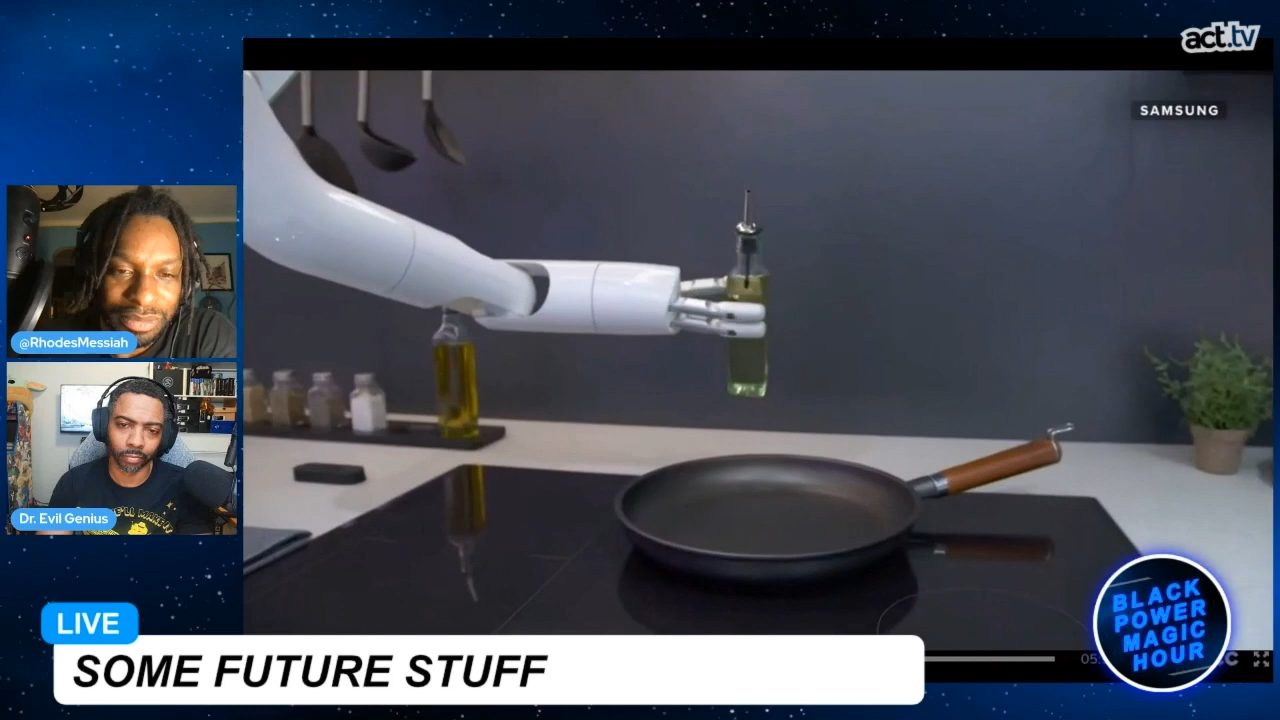 act.tv
SAMSUNG
@RhodesMessiah
Dr. Evil Genius
LIVE
SOME FUTURE STUFF
BLACK
POWER
MAGIC
HOUR